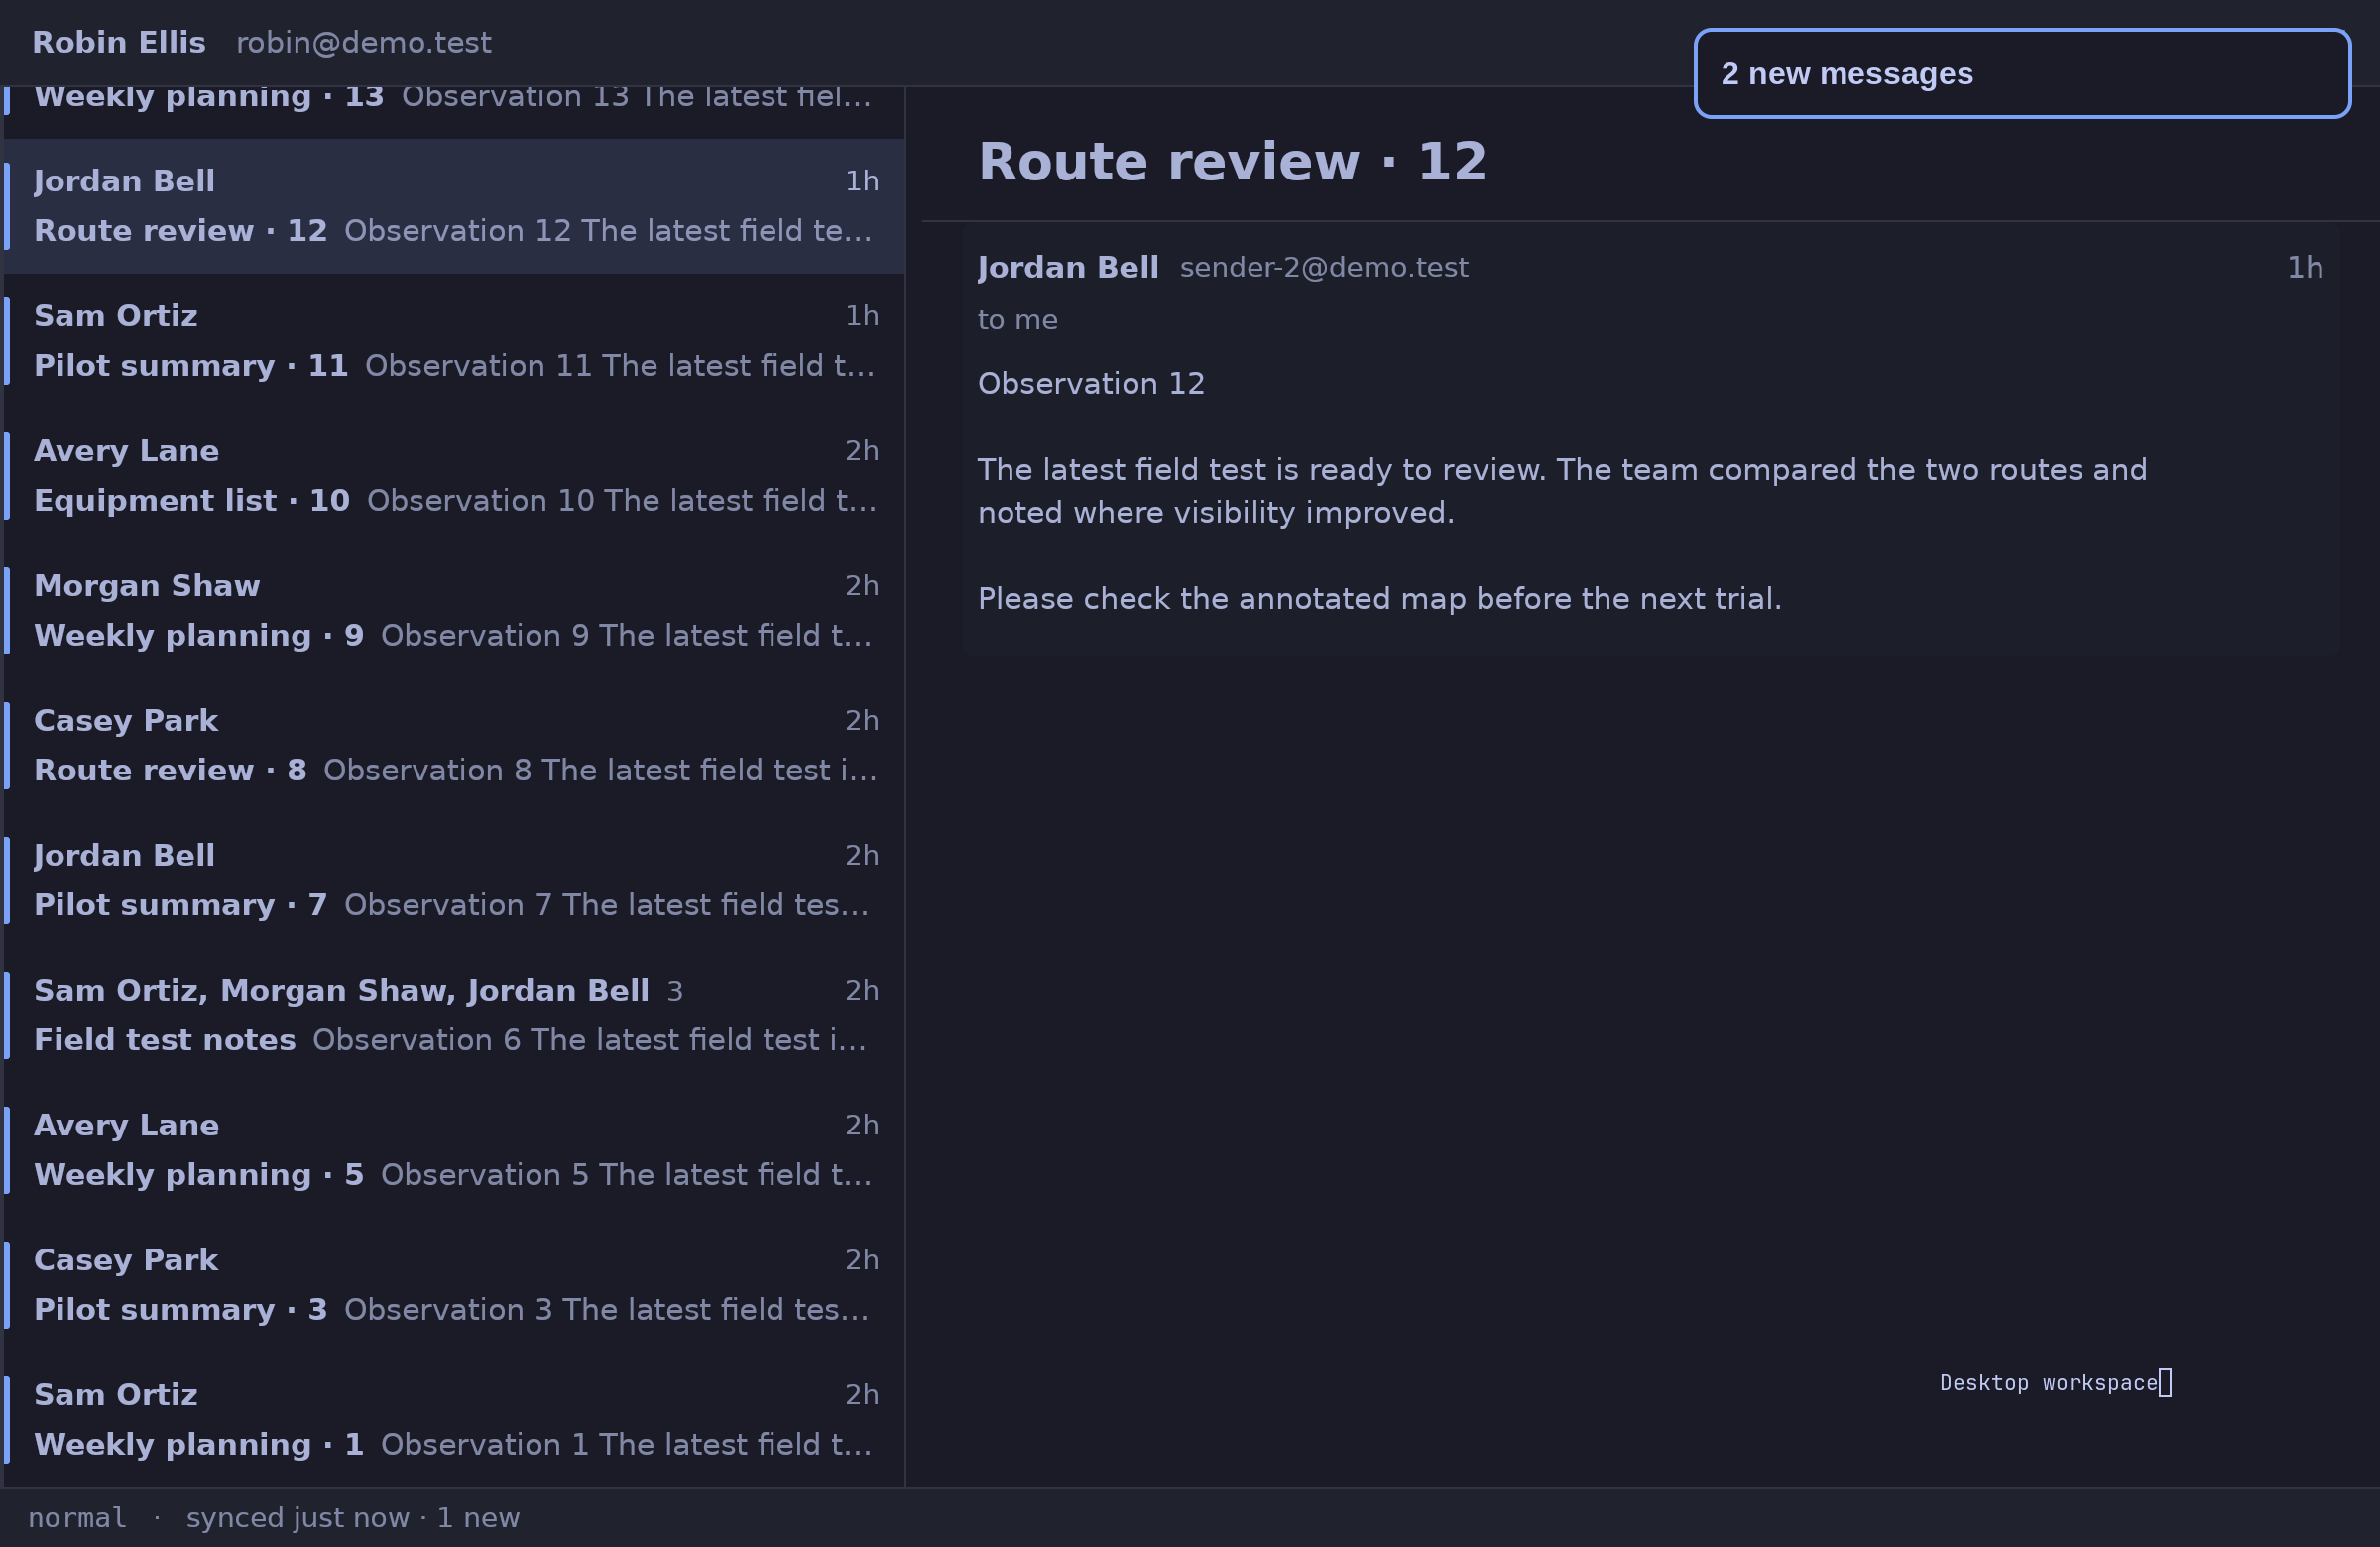 Robin Ellis robin@demo.test
2 new messages
Weekly planning · 13 Observation 13 The latest fiel...
Jordan Bell 1h
Route review · 12 Observation 12 The latest field te...
Sam Ortiz 1h
Pilot summary · 11 Observation 11 The latest field t...
Avery Lane 2h
Equipment list · 10 Observation 10 The latest field t...
Morgan Shaw 2h
Weekly planning · 9 Observation 9 The latest field t...
Casey Park 2h
Route review · 8 Observation 8 The latest field test i...
Jordan Bell 2h
Pilot summary · 7 Observation 7 The latest field tes...
Sam Ortiz, Morgan Shaw, Jordan Bell 3 2h
Field test notes Observation 6 The latest field test i...
Avery Lane 2h
Weekly planning · 5 Observation 5 The latest field t...
Casey Park 2h
Pilot summary · 3 Observation 3 The latest field tes...
Sam Ortiz 2h
Weekly planning · 1 Observation 1 The latest field t...
Route review · 12
Jordan Bell sender-2@demo.test 1h
to me
Observation 12
The latest field test is ready to review. The team compared the two routes and
noted where visibility improved.
Please check the annotated map before the next trial.
Desktop workspace
normal · synced just now · 1 new